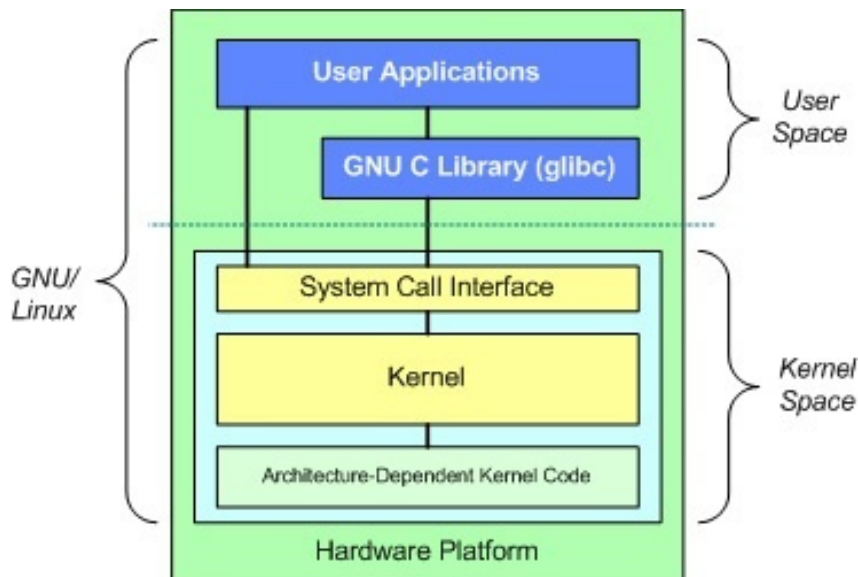 User Applications
GNU C Library (glibc)
User
Space
GNU/
Linux
System Call Interface
Kernel
Architecture-Dependent Kernel Code
Kernel
Space
Hardware Platform